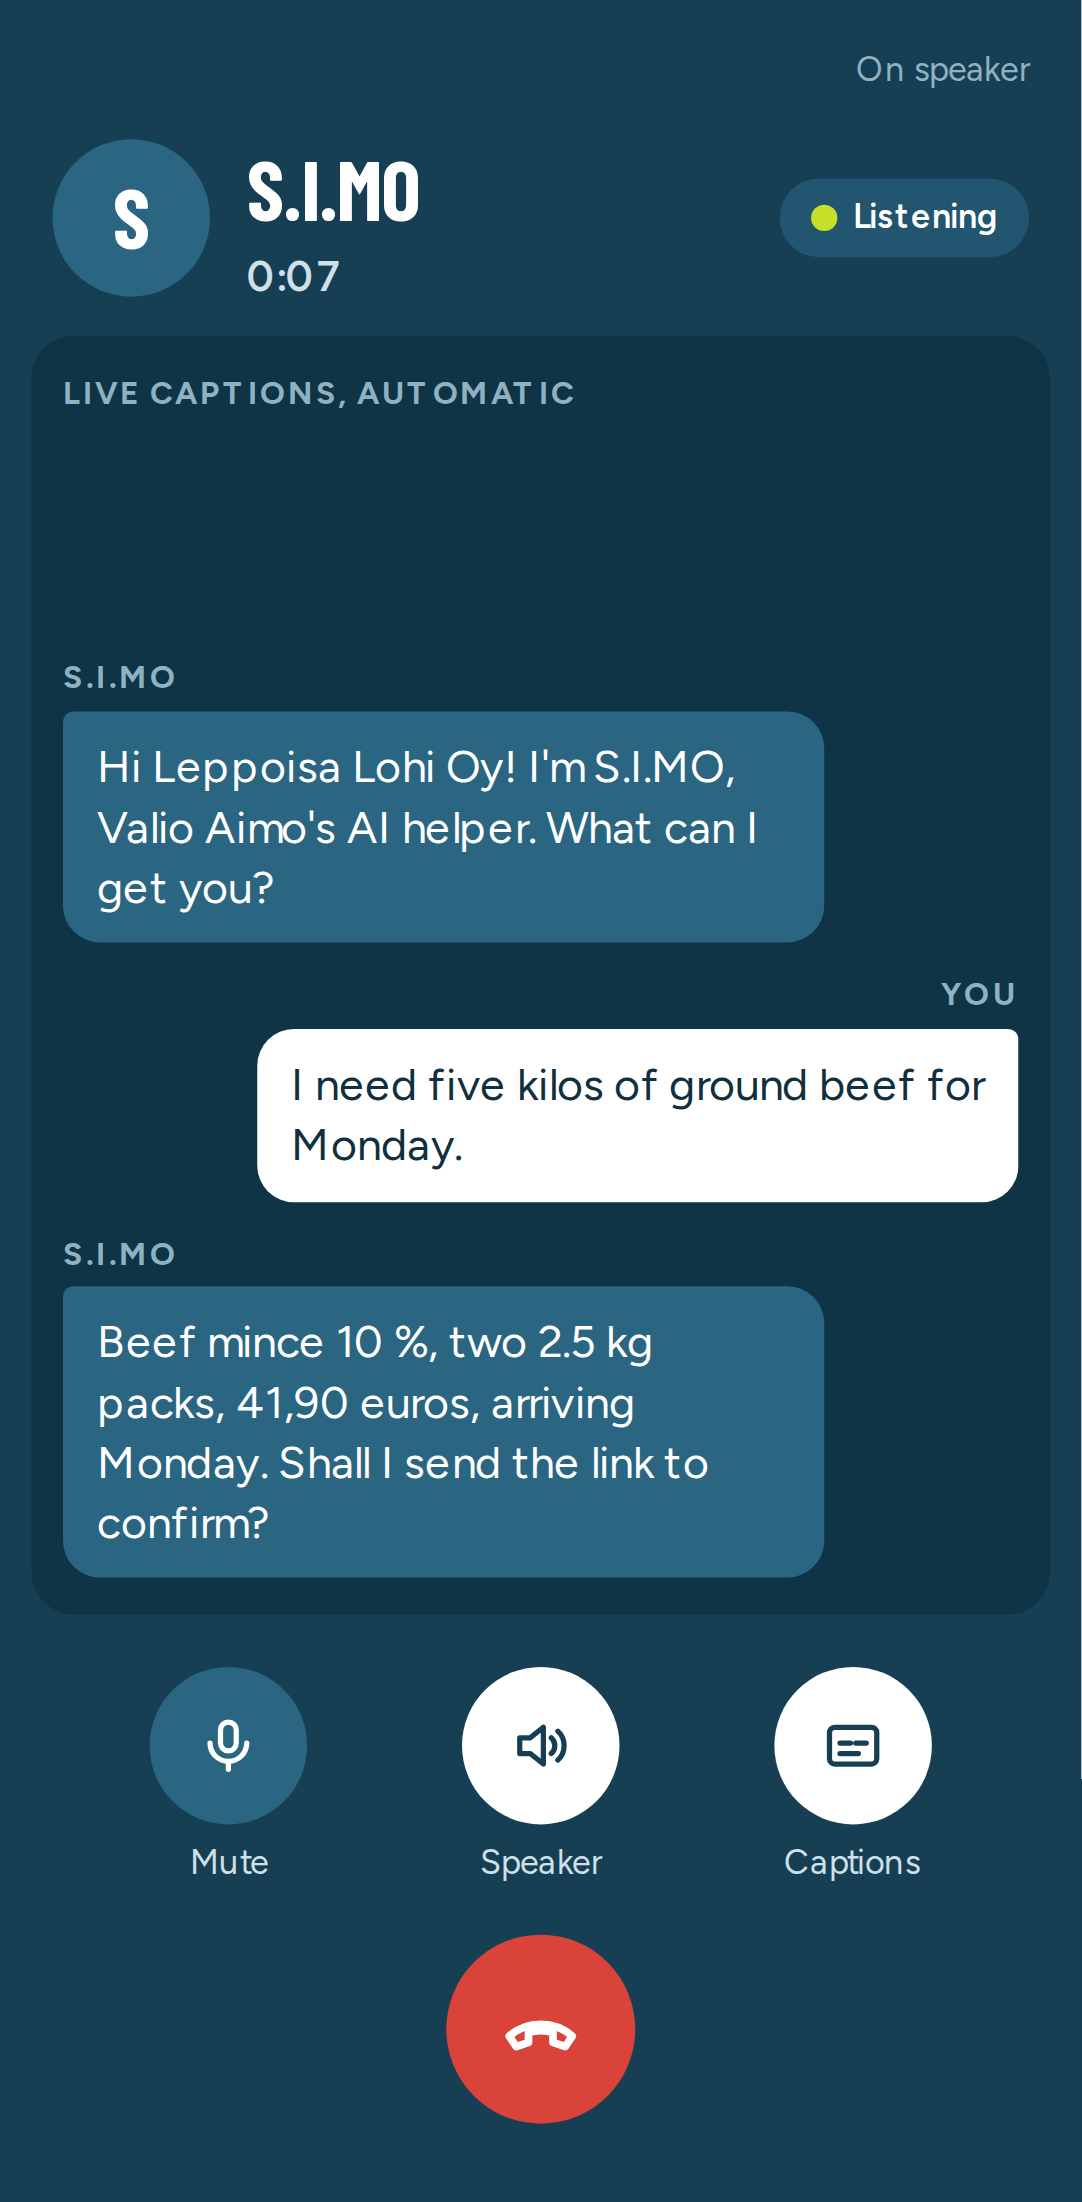 On speaker
S
S.I.MO
0:07
Listening
LIVE CAPTIONS, AUTOMATIC
S.I.MO
Hi Leppoisa Lohi Oy! I'm S.I.MO,
Valio Aimo's AI helper. What can I
get you?
YOU
I need five kilos of ground beef for
Monday.
S.I.MO
Beef mince 10 %, two 2.5 kg
packs, 41,90 euros, arriving
Monday. Shall I send the link to
confirm?
Mute
Speaker
Captions